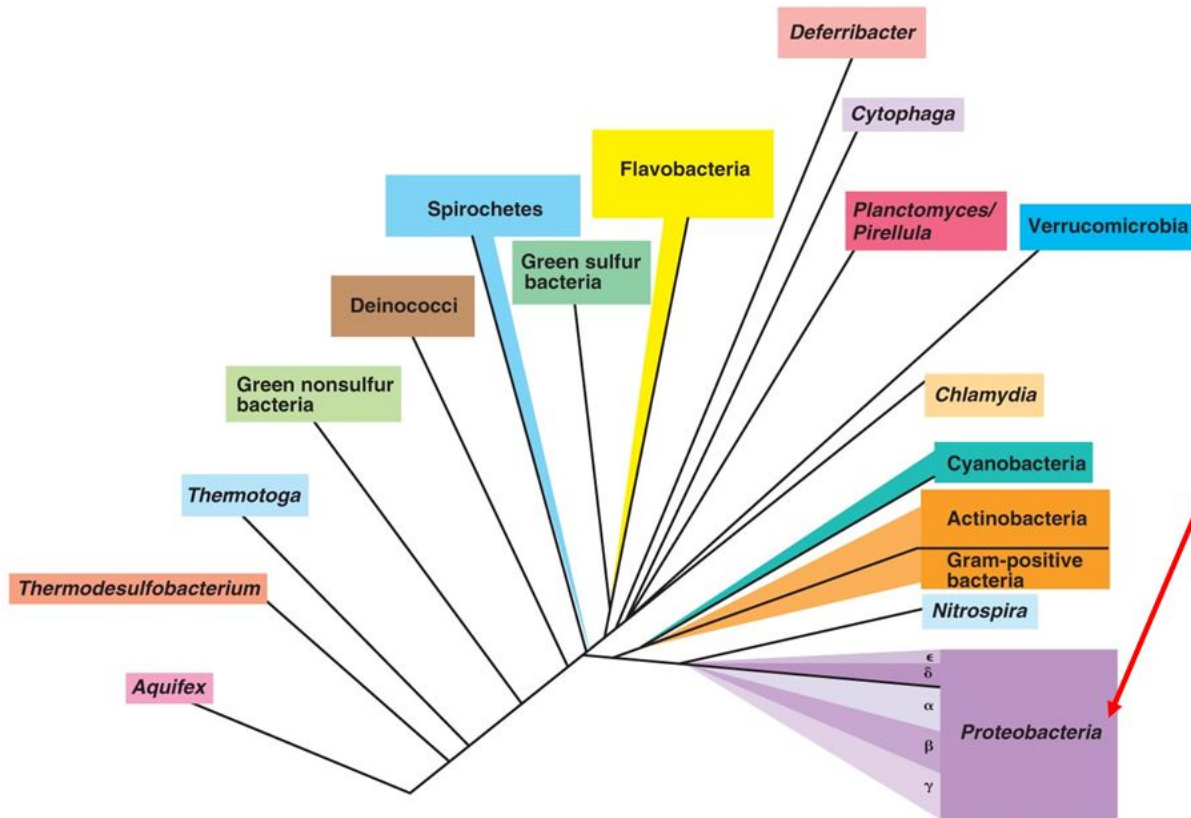 Deferribacter
Cytophaga
Flavobacteria
Spirochetes
Planctomyces/
Pirellula
Verrucomicrobia
Green sulfur
bacteria
Deinococci
Green nonsulfur
bacteria
Chlamydia
Cyanobacteria
Thermotoga
Actinobacteria
Gram-positive
bacteria
Thermodesulfobacterium
Nitrospira
Aquifex
ϵ
δ
α
β
γ
Proteobacteria